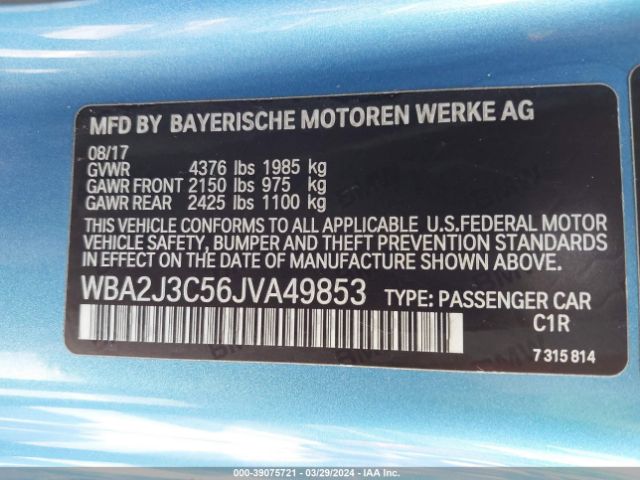 MFD BY BAYERISCHE MOTOREN WERKE AG
08/17
GVWR 4376 lbs 1985 kg
GAWR FRONT 2150 lbs 975 kg
GAWR REAR 2425 lbs 1100 kg
THIS VEHICLE CONFORMS TO ALL APPLICABLE U.S.FEDERAL MOTOR
VEHICLE SAFETY, BUMPER AND THEFT PREVENTION STANDARDS
IN EFFECT ON THE DATE OF MANUFACTURE SHOWN ABOVE.
WBA2J3C56JVA49853 TYPE: PASSENGER CAR
C1R
7 315 814
000-39075721 - 03/29/2024 - IAA Inc.